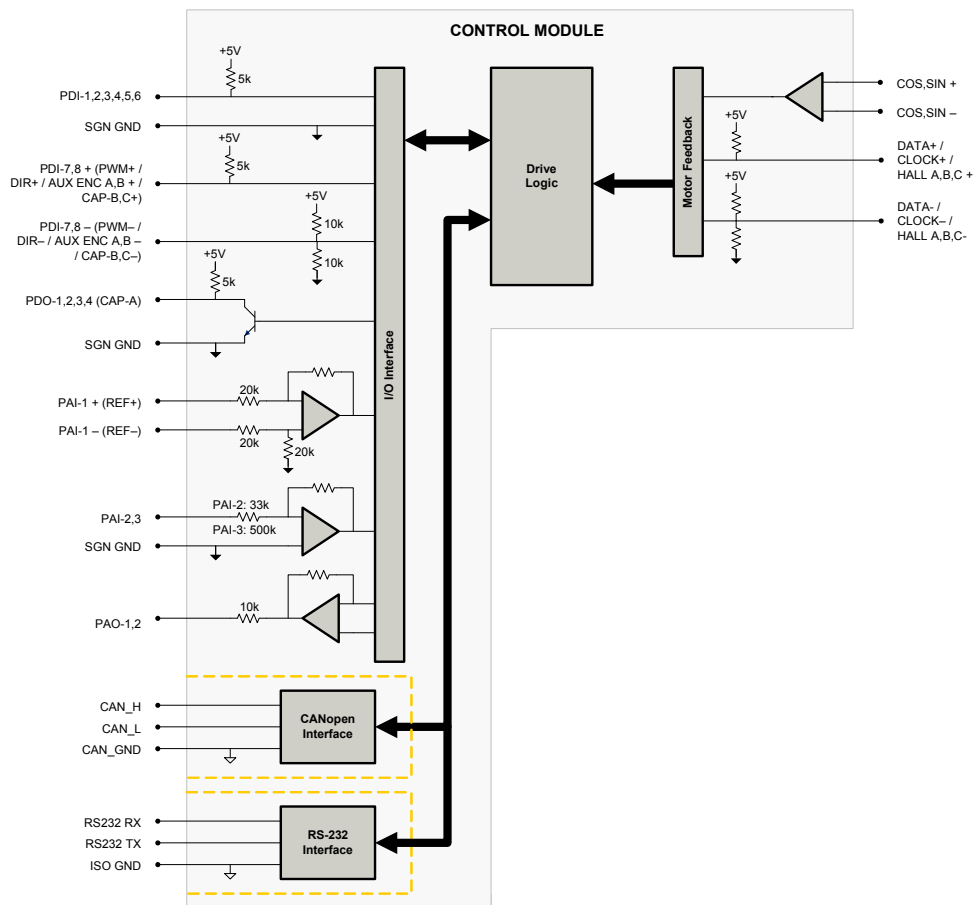 CONTROL MODULE
+5V
5k
PDI-1,2,3,4,5,6
SGN GND
+5V
5k
PDI-7,8 + (PWM+ /
DIR+ / AUX ENC A,B + /
CAP-B,C+)
PDI-7,8 – (PWM– /
DIR– / AUX ENC A,B –
/ CAP-B,C–)
+5V
10k
10k
+5V
5k
PDO-1,2,3,4 (CAP-A)
SGN GND
PAI-1 + (REF+)
20k
PAI-1 – (REF–)
20k
20k
PAI-2,3
PAI-2: 33k
PAI-3: 500k
SGN GND
PAO-1,2
10k
I/O Interface
Drive
Logic
Motor Feedback
COS,SIN +
COS,SIN –
+5V
DATA+ /
CLOCK+ /
HALL A,B,C +
+5V
DATA- /
CLOCK– /
HALL A,B,C-
CAN_H
CAN_L
CAN_GND
CANopen
Interface
RS232 RX
RS232 TX
ISO GND
RS-232
Interface